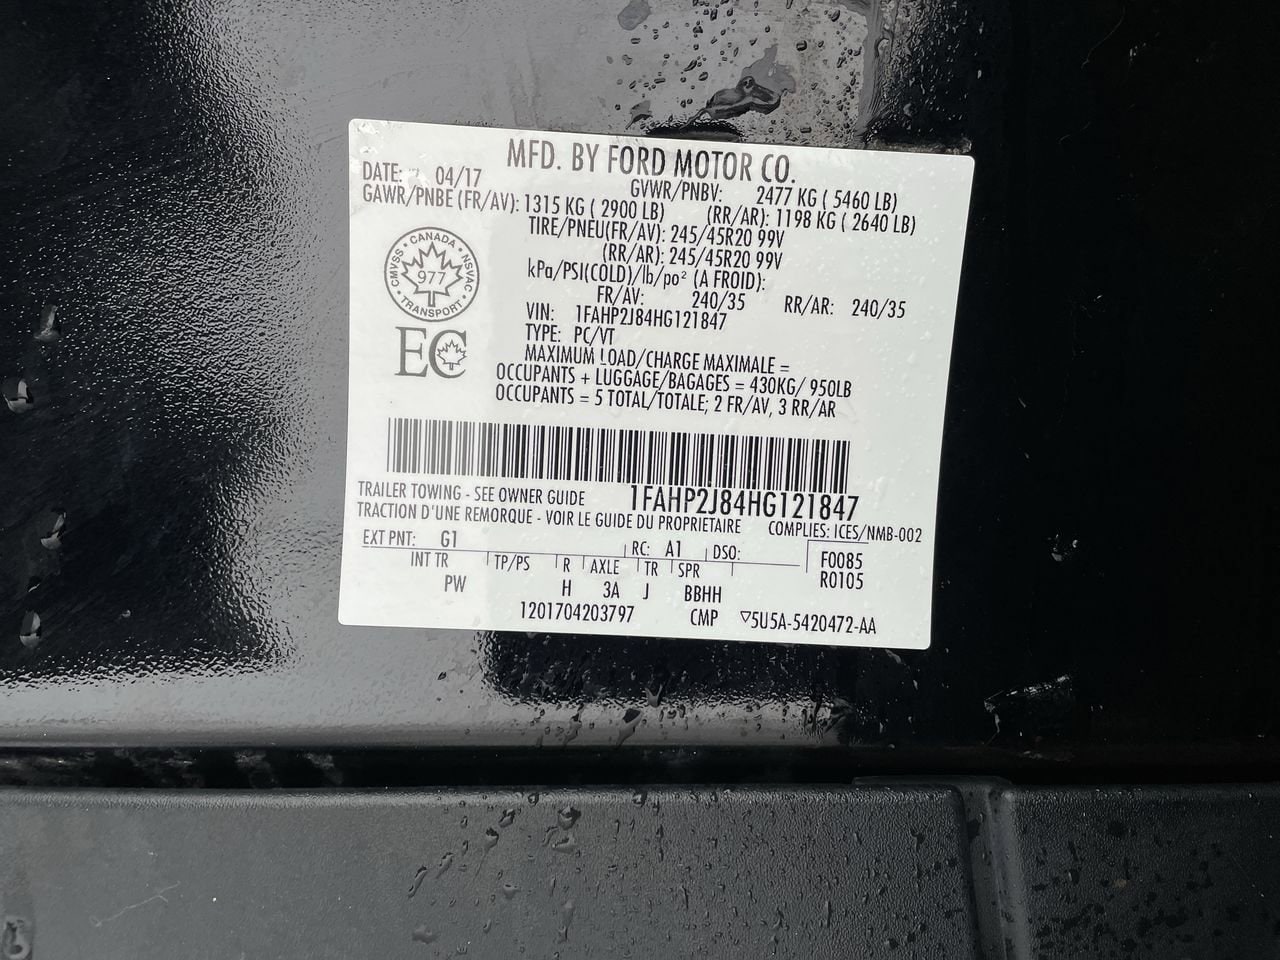 MFD. BY FORD MOTOR CO.
DATE: 04/17 GVWR/PNBV: 2477 KG ( 5460 LB)
GAWR/PNBE (FR/AV): 1315 KG ( 2900 LB) (RR/AR): 1198 KG ( 2640 LB)
TIRE/PNEU(FR/AV): 245/45R20 99V
(RR/AR): 245/45R20 99V
kPa/PSI(COLD)/lb/po² (A FROID):
FR/AV: 240/35 RR/AR: 240/35
VIN: 1FAHP2J84HG121847
TYPE: PC/VT
MAXIMUM LOAD/CHARGE MAXIMALE =
OCCUPANTS + LUGGAGE/BAGAGES = 430KG/ 950LB
OCCUPANTS = 5 TOTAL/TOTALE; 2 FR/AV, 3 RR/AR
CMVSS • CANADA • NSVAC • TRANSPORT •
977
EC
1FAHP2J84HG121847
TRAILER TOWING - SEE OWNER GUIDE
TRACTION D'UNE REMORQUE - VOIR LE GUIDE DU PROPRIETAIRE COMPLIES: ICES/NMB-002
EXT PNT: G1 RC: A1 DSO: F0085
INT TR TP/PS R AXLE TR SPR R0105
PW H 3A J BBHH
1201704203797 CMP ▽5U5A-5420472-AA